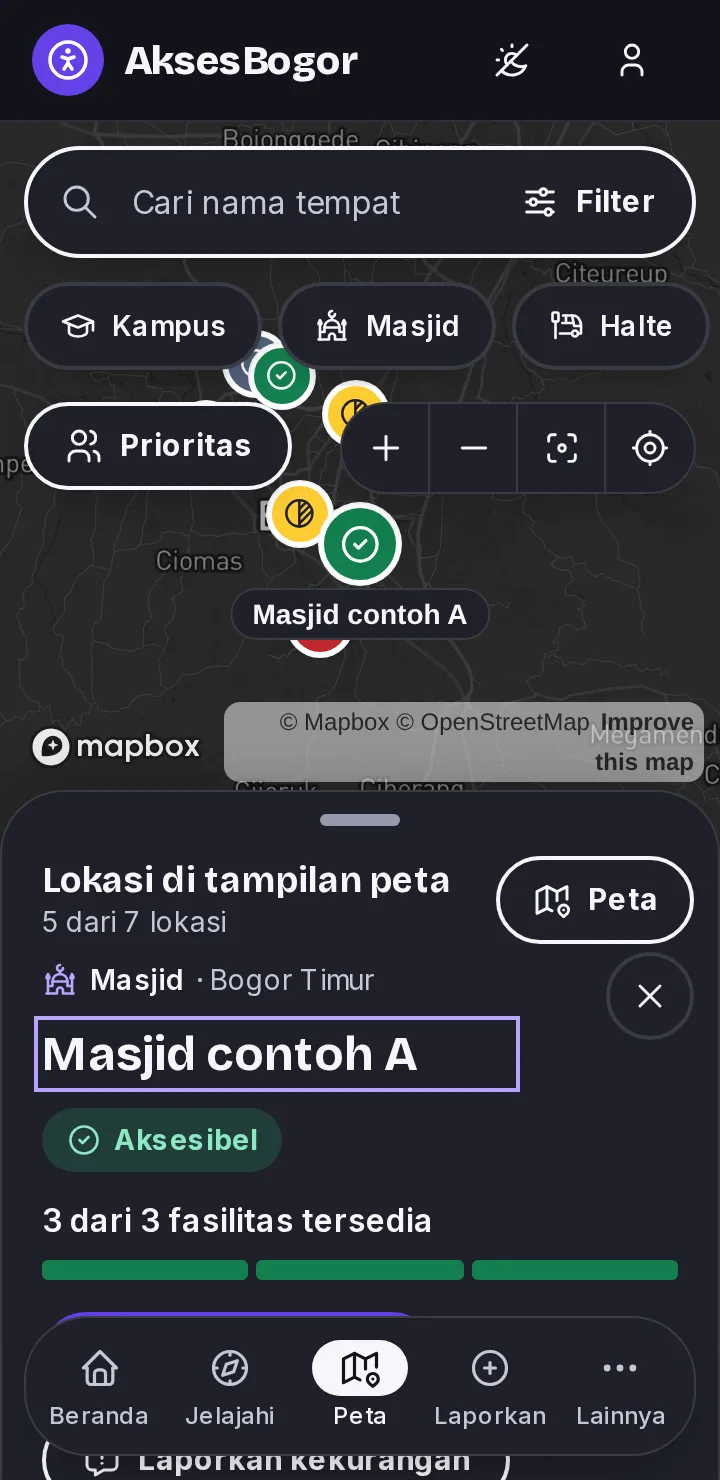 AksesBogor
Bojonggede
Cari nama tempat
Filter
Citeureup
Kampus
Masjid
Halte
Prioritas
Ciomas
Masjid contoh A
mapbox
© Mapbox © OpenStreetMap Improve this map
Megamend
Lokasi di tampilan peta
Peta
5 dari 7 lokasi
Masjid · Bogor Timur
Masjid contoh A
Aksesibel
3 dari 3 fasilitas tersedia
Beranda
Jelajahi
Peta
Laporkan
Lainnya
Laporkan kekurangan